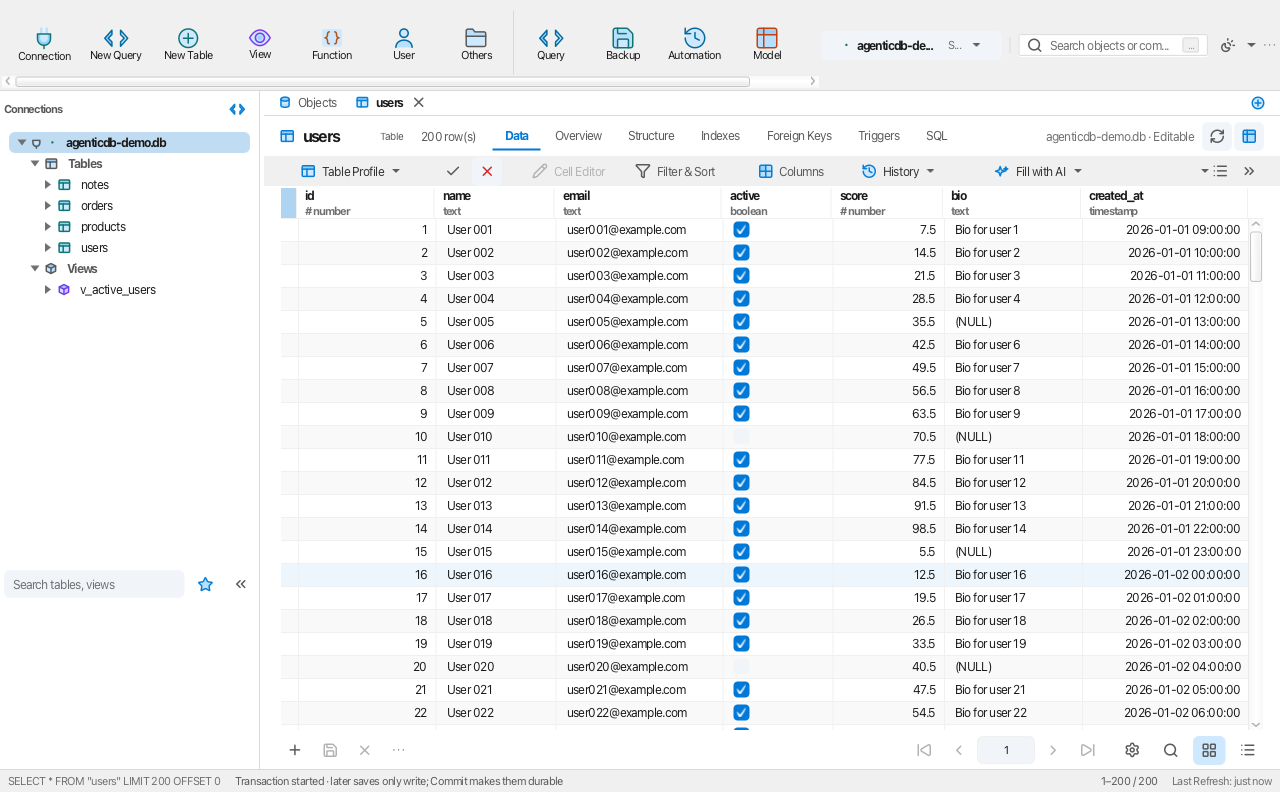 Connection
New Query
New Table
View
Function
User
Others
Query
Backup
Automation
Model
agenticdb-de...
S...
Search objects or com...
...
Connections
agenticdb-demo.db
Tables
notes
orders
products
users
Views
v_active_users
Search tables, views
Objects
users
users
Table
200 row(s)
Data
Overview
Structure
Indexes
Foreign Keys
Triggers
SQL
agenticdb-demo.db · Editable
Table Profile
Cell Editor
Filter & Sort
Columns
History
Fill with AI
id name email active score bio created_at
# number text text boolean # number text timestamp
1 User 001 user001@example.com 7.5 Bio for user 1 2026-01-01 09:00:00
2 User 002 user002@example.com 14.5 Bio for user 2 2026-01-01 10:00:00
3 User 003 user003@example.com 21.5 Bio for user 3 2026-01-01 11:00:00
4 User 004 user004@example.com 28.5 Bio for user 4 2026-01-01 12:00:00
5 User 005 user005@example.com 35.5 (NULL) 2026-01-01 13:00:00
6 User 006 user006@example.com 42.5 Bio for user 6 2026-01-01 14:00:00
7 User 007 user007@example.com 49.5 Bio for user 7 2026-01-01 15:00:00
8 User 008 user008@example.com 56.5 Bio for user 8 2026-01-01 16:00:00
9 User 009 user009@example.com 63.5 Bio for user 9 2026-01-01 17:00:00
10 User 010 user010@example.com 70.5 (NULL) 2026-01-01 18:00:00
11 User 011 user011@example.com 77.5 Bio for user 11 2026-01-01 19:00:00
12 User 012 user012@example.com 84.5 Bio for user 12 2026-01-01 20:00:00
13 User 013 user013@example.com 91.5 Bio for user 13 2026-01-01 21:00:00
14 User 014 user014@example.com 98.5 Bio for user 14 2026-01-01 22:00:00
15 User 015 user015@example.com 5.5 (NULL) 2026-01-01 23:00:00
16 User 016 user016@example.com 12.5 Bio for user 16 2026-01-02 00:00:00
17 User 017 user017@example.com 19.5 Bio for user 17 2026-01-02 01:00:00
18 User 018 user018@example.com 26.5 Bio for user 18 2026-01-02 02:00:00
19 User 019 user019@example.com 33.5 Bio for user 19 2026-01-02 03:00:00
20 User 020 user020@example.com 40.5 (NULL) 2026-01-02 04:00:00
21 User 021 user021@example.com 47.5 Bio for user 21 2026-01-02 05:00:00
22 User 022 user022@example.com 54.5 Bio for user 22 2026-01-02 06:00:00
1
SELECT * FROM "users" LIMIT 200 OFFSET 0
Transaction started · later saves only write; Commit makes them durable
1–200 / 200
Last Refresh: just now